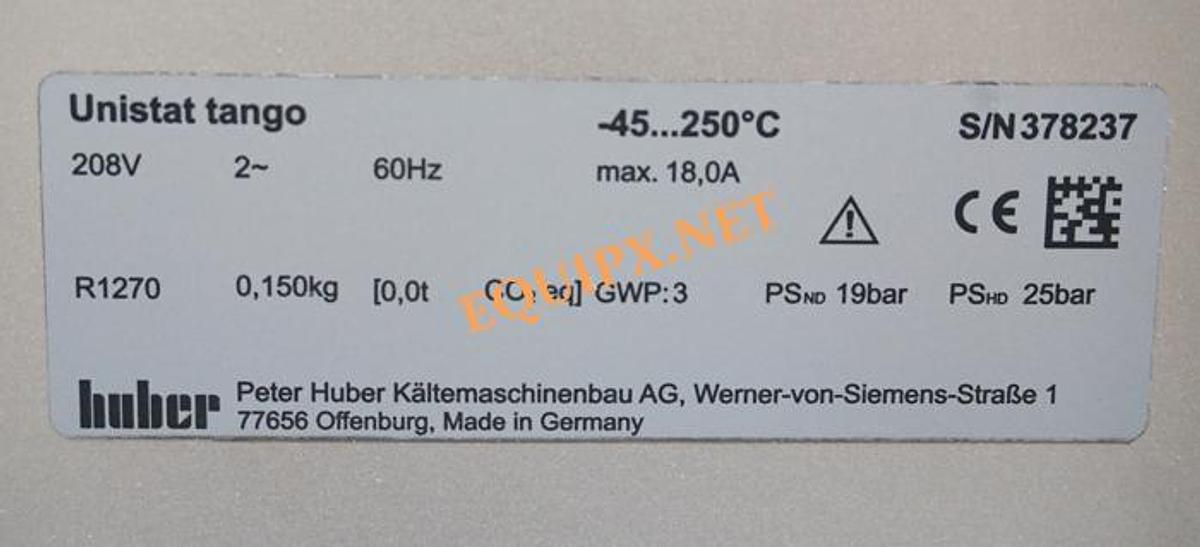 Unistat tango -45...250°C S/N 378237
208V 2~ 60Hz max. 18,0A
EQUIPX.NET
CE
R1270 0,150kg [0,0t CO₂ eq] GWP:3 PSND 19bar PSHD 25bar
huber Peter Huber Kältemaschinenbau AG, Werner-von-Siemens-Straße 1
77656 Offenburg, Made in Germany